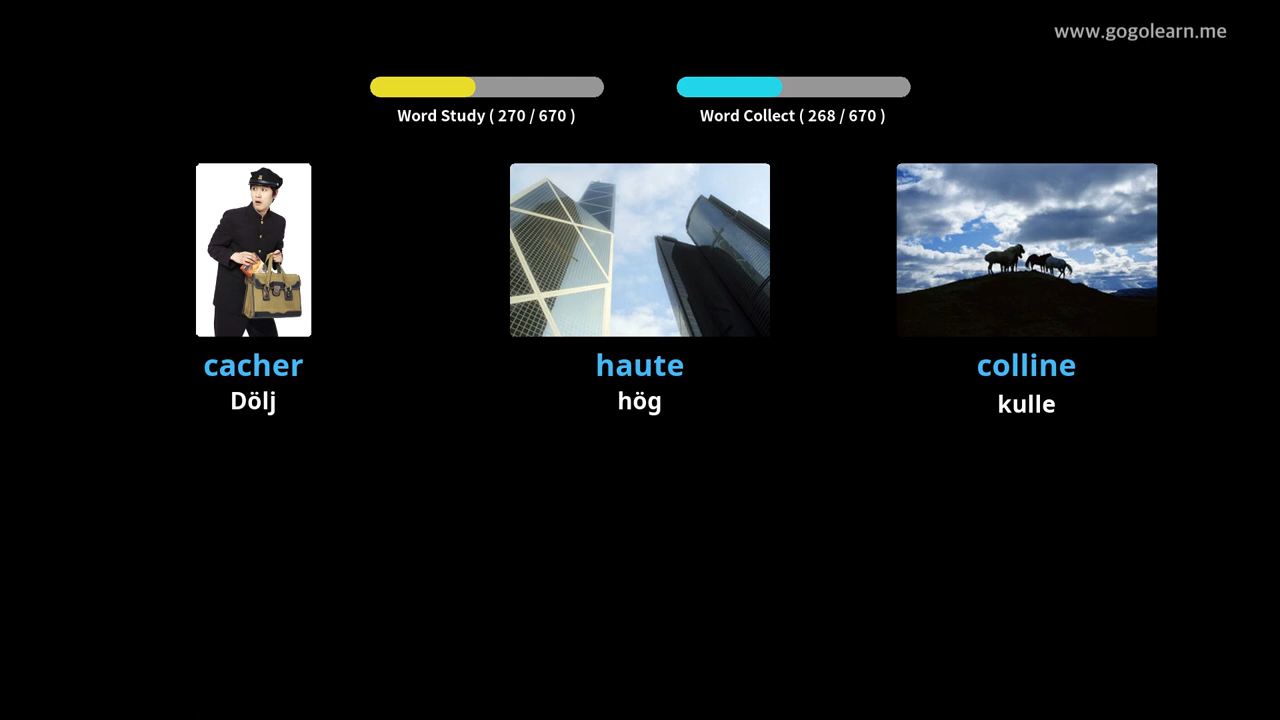 www.gogolearn.me
Word Study ( 270 / 670 )
Word Collect ( 268 / 670 )
cacher
Dölj
haute
hög
colline
kulle